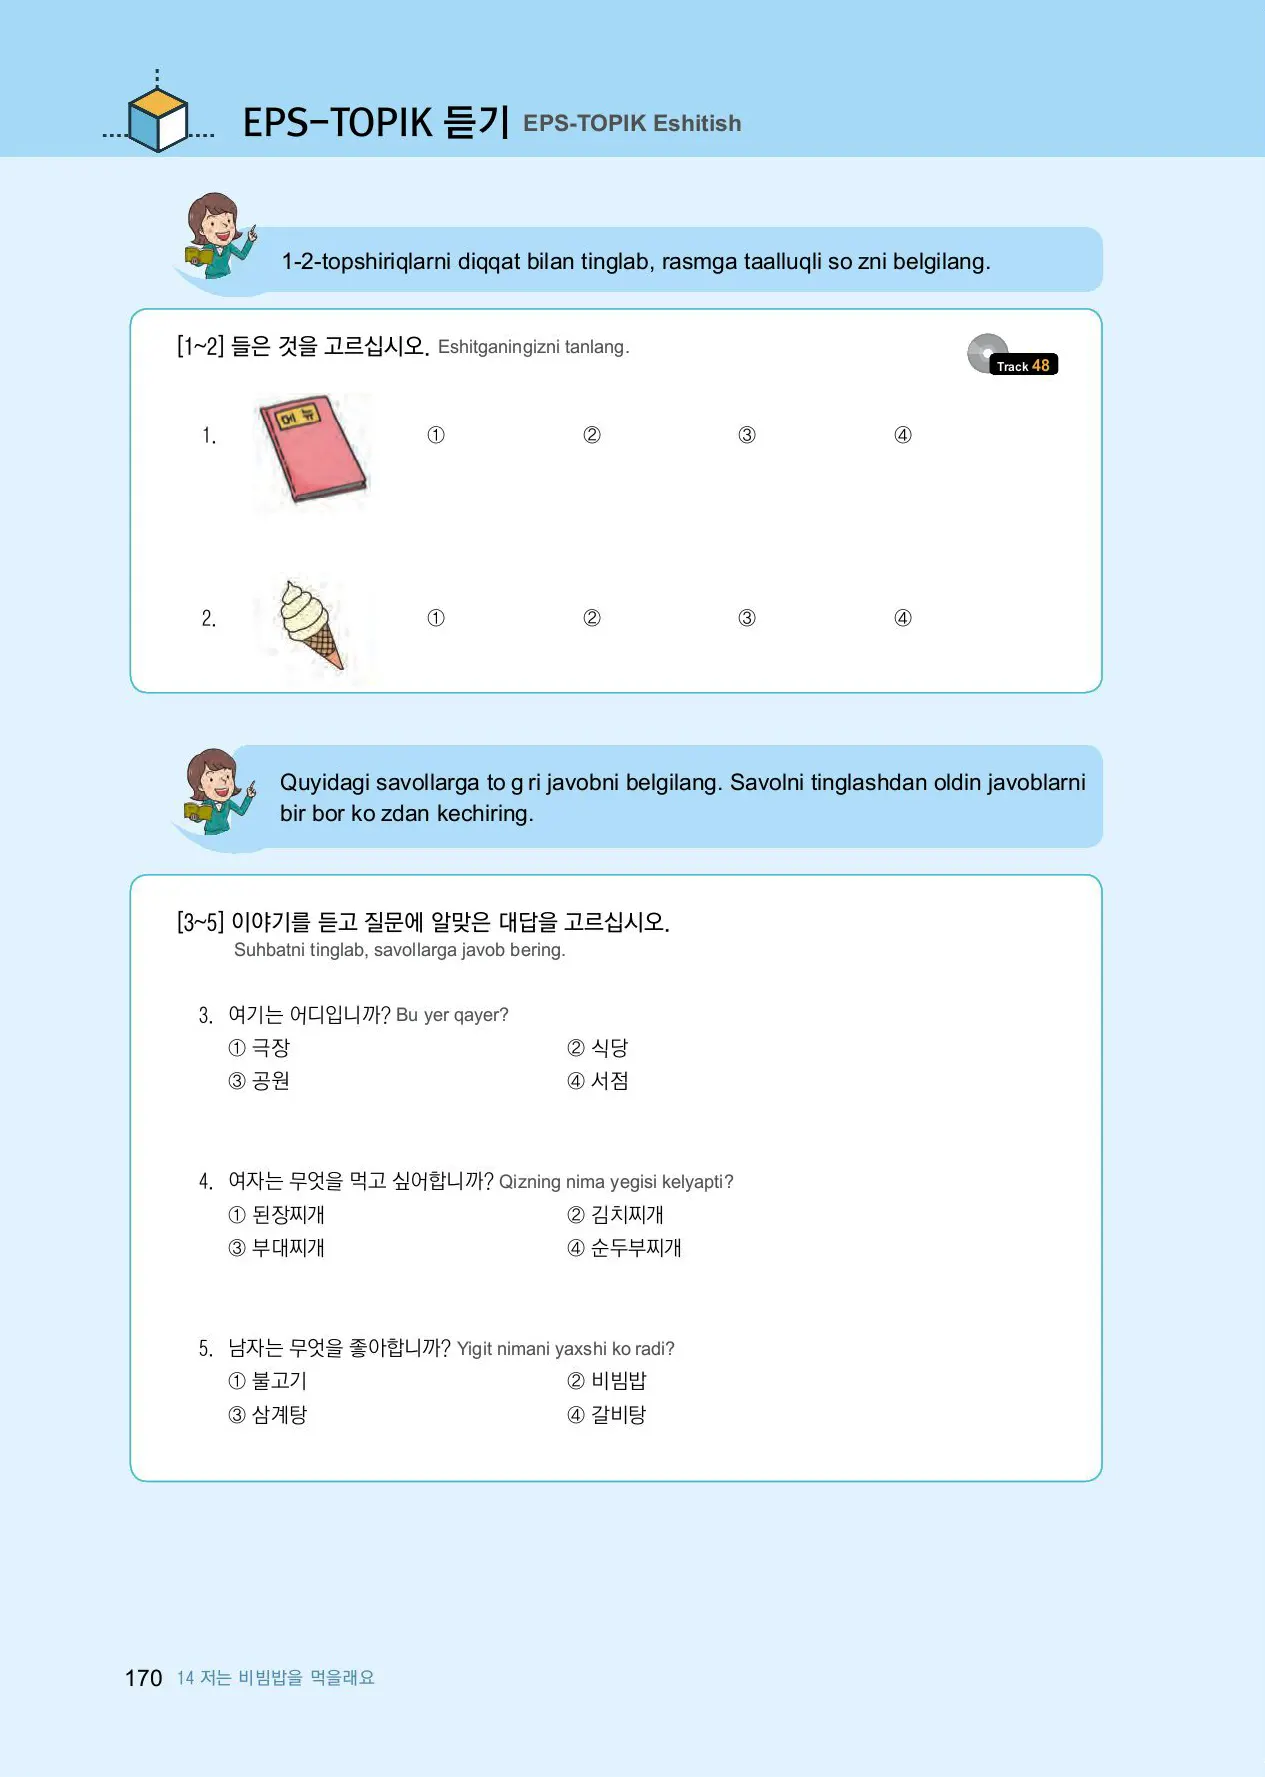 EPS-TOPIK 듣기 EPS-TOPIK Eshitish
1-2-topshiriqlarni diqqat bilan tinglab, rasmga taalluqli so zni belgilang.
[1~2] 들은 것을 고르십시오. Eshitganingizni tanlang.
Track 48
1. 메뉴 ① ② ③ ④
2. ① ② ③ ④
Quyidagi savollarga to g ri javobni belgilang. Savolni tinglashdan oldin javoblarni
bir bor ko zdan kechiring.
[3~5] 이야기를 듣고 질문에 알맞은 대답을 고르십시오.
Suhbatni tinglab, savollarga javob bering.
3. 여기는 어디입니까? Bu yer qayer?
① 극장 ② 식당
③ 공원 ④ 서점
4. 여자는 무엇을 먹고 싶어합니까? Qizning nima yegisi kelyapti?
① 된장찌개 ② 김치찌개
③ 부대찌개 ④ 순두부찌개
5. 남자는 무엇을 좋아합니까? Yigit nimani yaxshi ko radi?
① 불고기 ② 비빔밥
③ 삼계탕 ④ 갈비탕
170 14 저는 비빔밥을 먹을래요